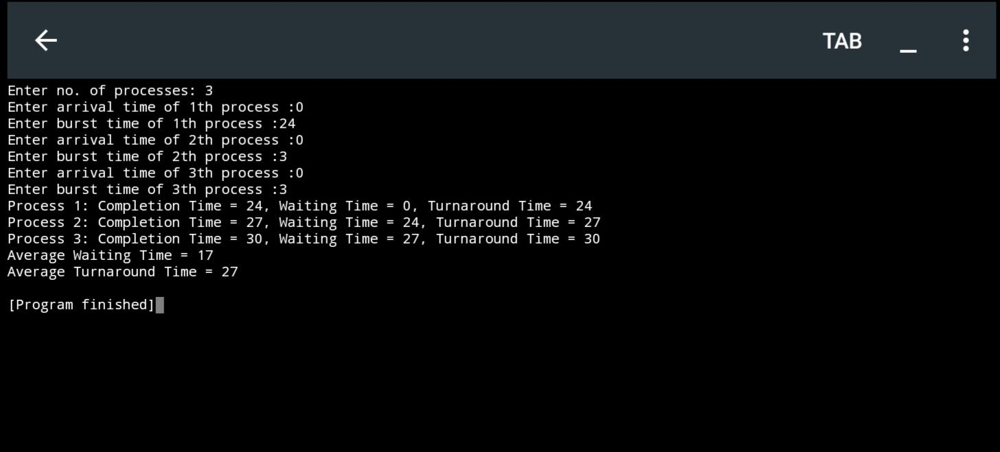 TAB
Enter no. of processes: 3
Enter arrival time of 1th process :0
Enter burst time of 1th process :24
Enter arrival time of 2th process :0
Enter burst time of 2th process :3
Enter arrival time of 3th process :0
Enter burst time of 3th process :3
Process 1: Completion Time = 24, Waiting Time = 0, Turnaround Time = 24
Process 2: Completion Time = 27, Waiting Time = 24, Turnaround Time = 27
Process 3: Completion Time = 30, Waiting Time = 27, Turnaround Time = 30
Average Waiting Time = 17
Average Turnaround Time = 27
[Program finished]